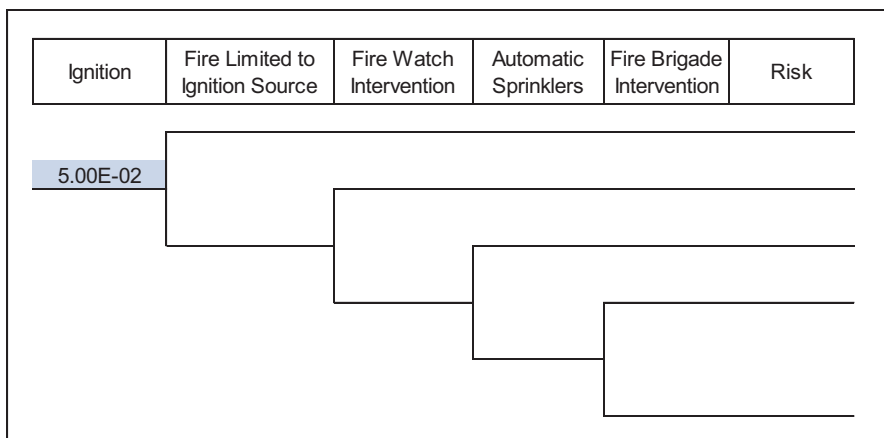 Ignition
Fire Limited to
Ignition Source
Fire Watch
Intervention
Automatic
Sprinklers
Fire Brigade
Intervention
Risk
5.00E-02